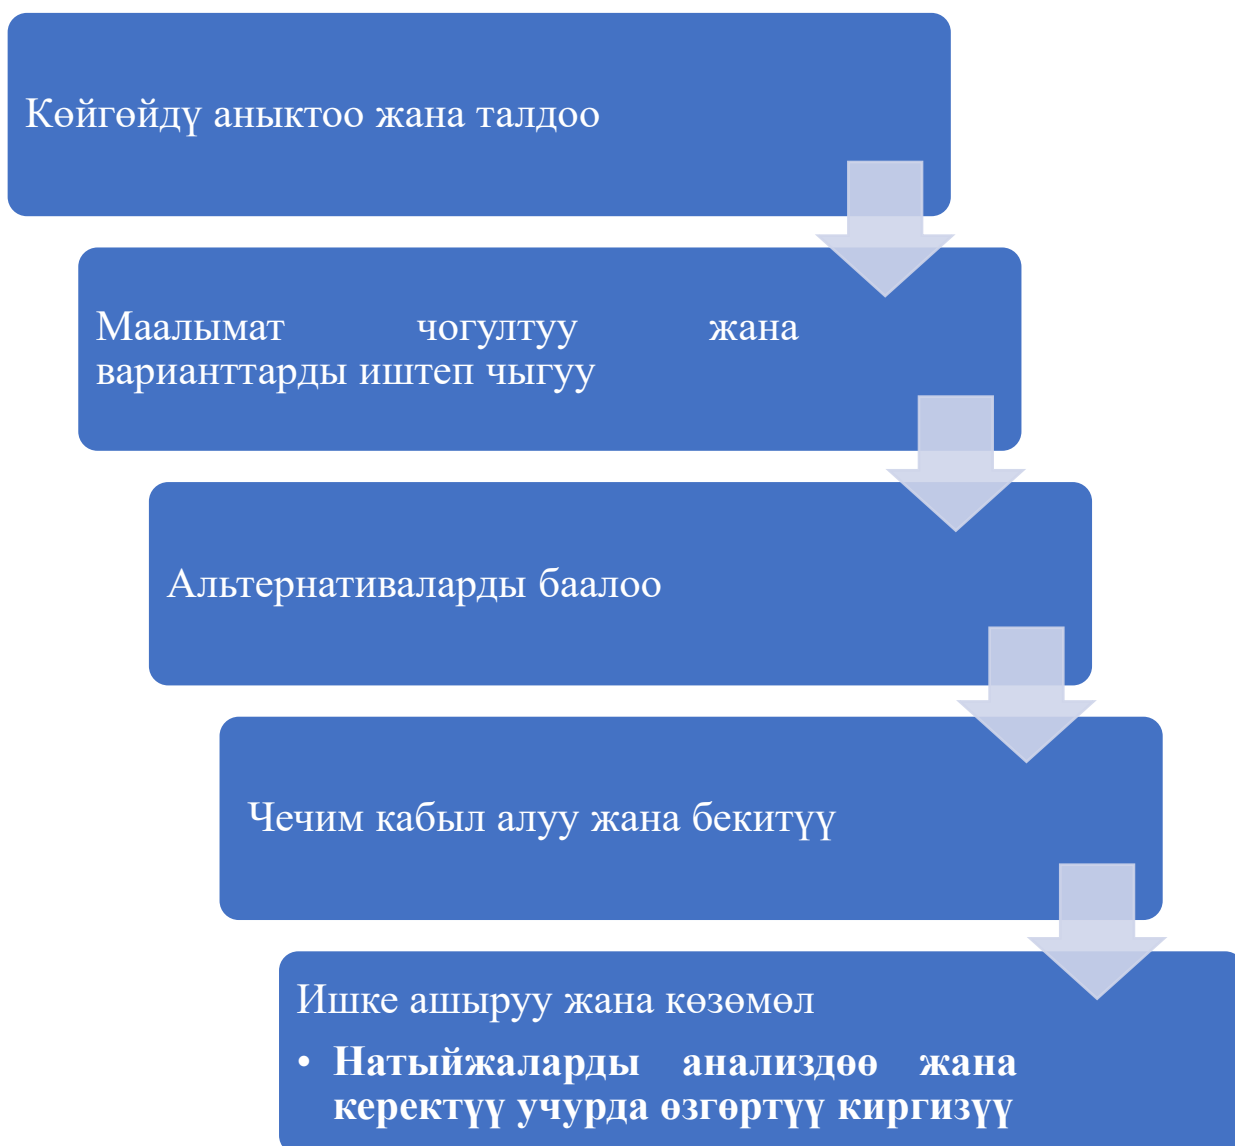 Көйгөйдү аныктоо жана талдоо
Маалымат чогултуу жана
варианттарды иштеп чыгуу
Альтернативаларды баалоо
Чечим кабыл алуу жана бекитүү
Ишке ашыруу жана көзөмөл
• Натыйжаларды анализдөө жана
керектүү учурда өзгөртүү киргизүү